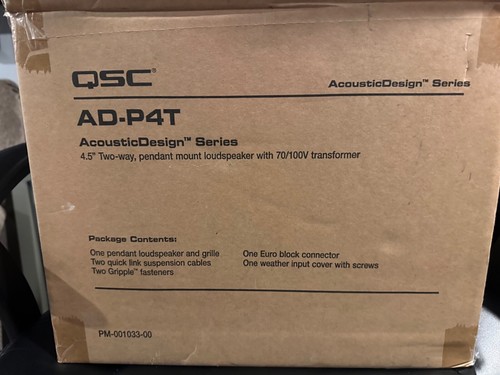 QSC®
AcousticDesign™ Series
AD-P4T
AcousticDesign™ Series
4.5" Two-way, pendant mount loudspeaker with 70/100V transformer
Package Contents:
One pendant loudspeaker and grille
Two quick link suspension cables
Two Gripple™ fasteners
One Euro block connector
One weather input cover with screws
PM-001033-00